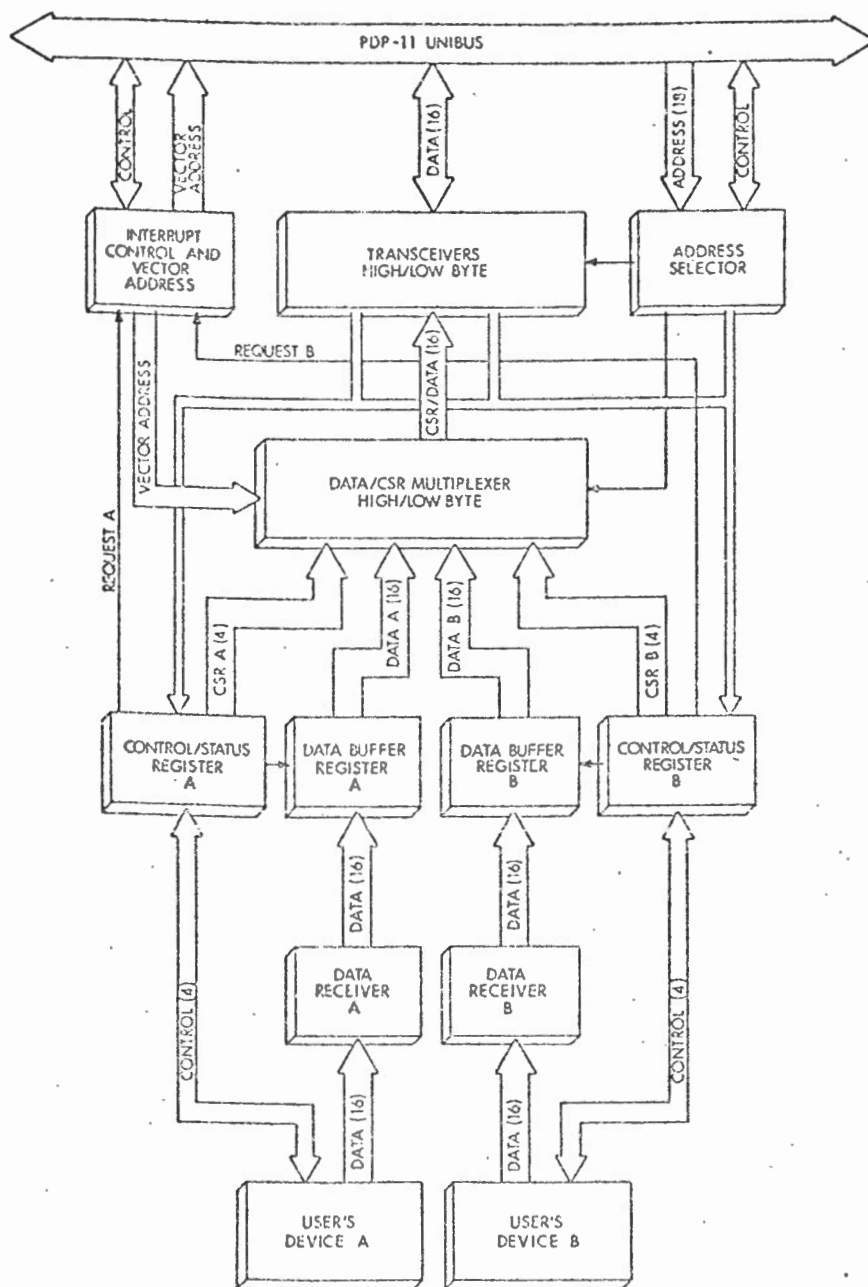 PDP-11 UNIBUS
CONTROL
VECTOR
ADDRESS
DATA (16)
ADDRESS (18)
CONTROL
INTERRUPT
CONTROL AND
VECTOR
ADDRESS
TRANSCEIVERS
HIGH/LOW BYTE
ADDRESS
SELECTOR
REQUEST B
CSR/DATA (16)
VECTOR ADDRESS
REQUEST A
DATA/CSR MULTIPLEXER
HIGH/LOW BYTE
CSR A (4)
DATA A (16)
DATA B (16)
CSR B (4)
CONTROL/STATUS
REGISTER
A
DATA BUFFER
REGISTER
A
DATA BUFFER
REGISTER
B
CONTROL/STATUS
REGISTER
B
DATA (16)
DATA (16)
DATA
RECEIVER
A
DATA
RECEIVER
B
CONTROL (4)
CONTROL (4)
DATA (16)
DATA (16)
USER'S
DEVICE A
USER'S
DEVICE B